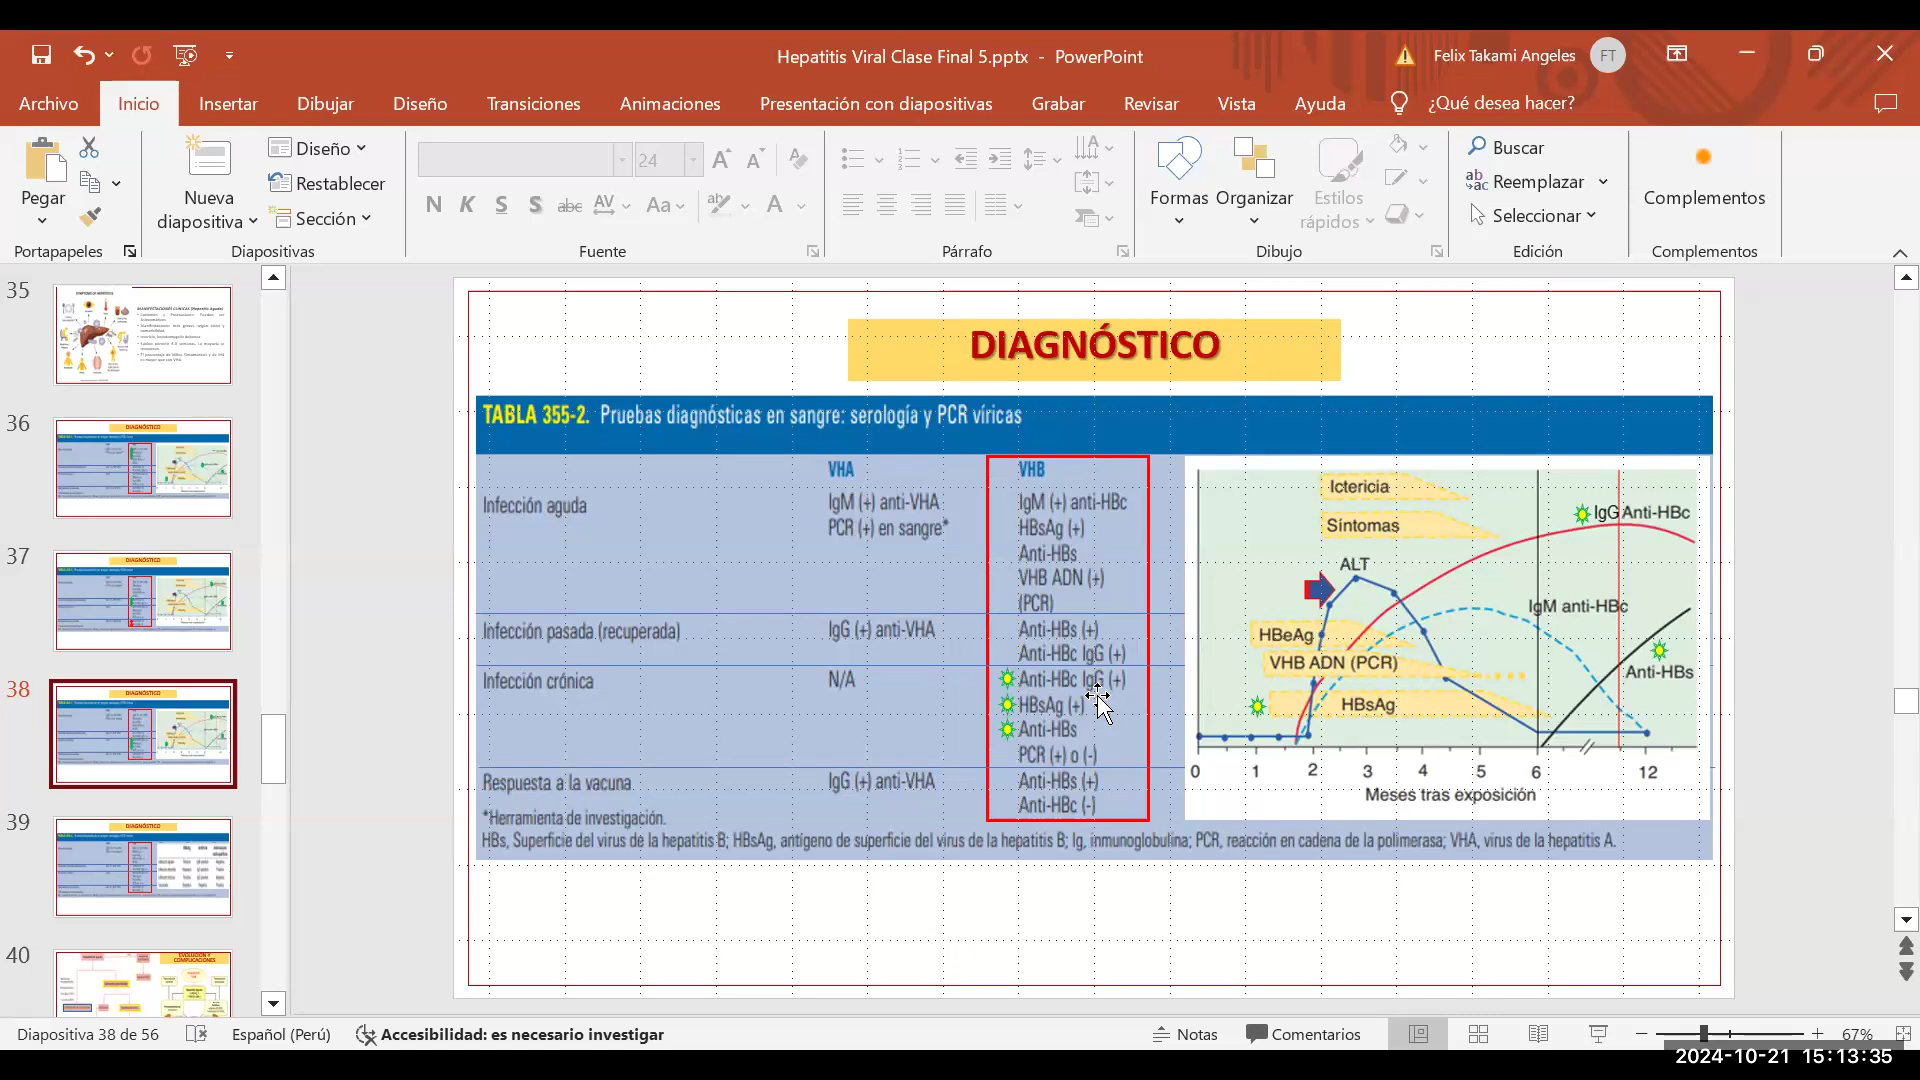 Hepatitis Viral Clase Final 5.pptx - PowerPoint
Felix Takami Angeles
FT
Archivo Inicio Insertar Dibujar Diseño Transiciones Animaciones Presentación con diapositivas Grabar Revisar Vista Ayuda ¿Qué desea hacer?
Pegar
Portapapeles
Nueva
diapositiva
Diseño
Restablecer
Sección
Diapositivas
24
N K S S abc AV Aa A
Fuente
Párrafo
Formas
Organizar
Estilos
rápidos
Dibujo
Buscar
Reemplazar
Seleccionar
Edición
Complementos
Complementos
35
36
DIAGNÓSTICO
37
DIAGNÓSTICO
38
DIAGNÓSTICO
39
DIAGNÓSTICO
40
EVOLUCIÓN Y
COMPLICACIONES
DIAGNÓSTICO
TABLA 355-2. Pruebas diagnósticas en sangre: serología y PCR víricas
VHA VHB
Infección aguda
IgM (+) anti-VHA
PCR (+) en sangre*
IgM (+) anti-HBc
HBsAg (+)
Anti-HBs
VHB ADN (+)
(PCR)
Infección pasada (recuperada)
IgG (+) anti-VHA
Anti-HBs (+)
Anti-HBc IgG (+)
Infección crónica
N/A
Anti-HBc IgG (+)
HBsAg (+)
Anti-HBs
PCR (+) o (-)
Respuesta a la vacuna
IgG (+) anti-VHA
Anti-HBs (+)
Anti-HBc (-)
*Herramienta de investigación.
HBs, Superficie del virus de la hepatitis B; HBsAg, antígeno de superficie del virus de la hepatitis B; Ig, inmunoglobulina; PCR, reacción en cadena de la polimerasa; VHA, virus de la hepatitis A.
Ictericia
Síntomas
IgG Anti-HBc
ALT
IgM anti-HBc
HBeAg
VHB ADN (PCR)
Anti-HBs
HBsAg
0 1 2 3 4 5 6 12
Meses tras exposición
Diapositiva 38 de 56
Español (Perú)
Accesibilidad: es necesario investigar
Notas
Comentarios
67%
2024-10-21 15:13:35